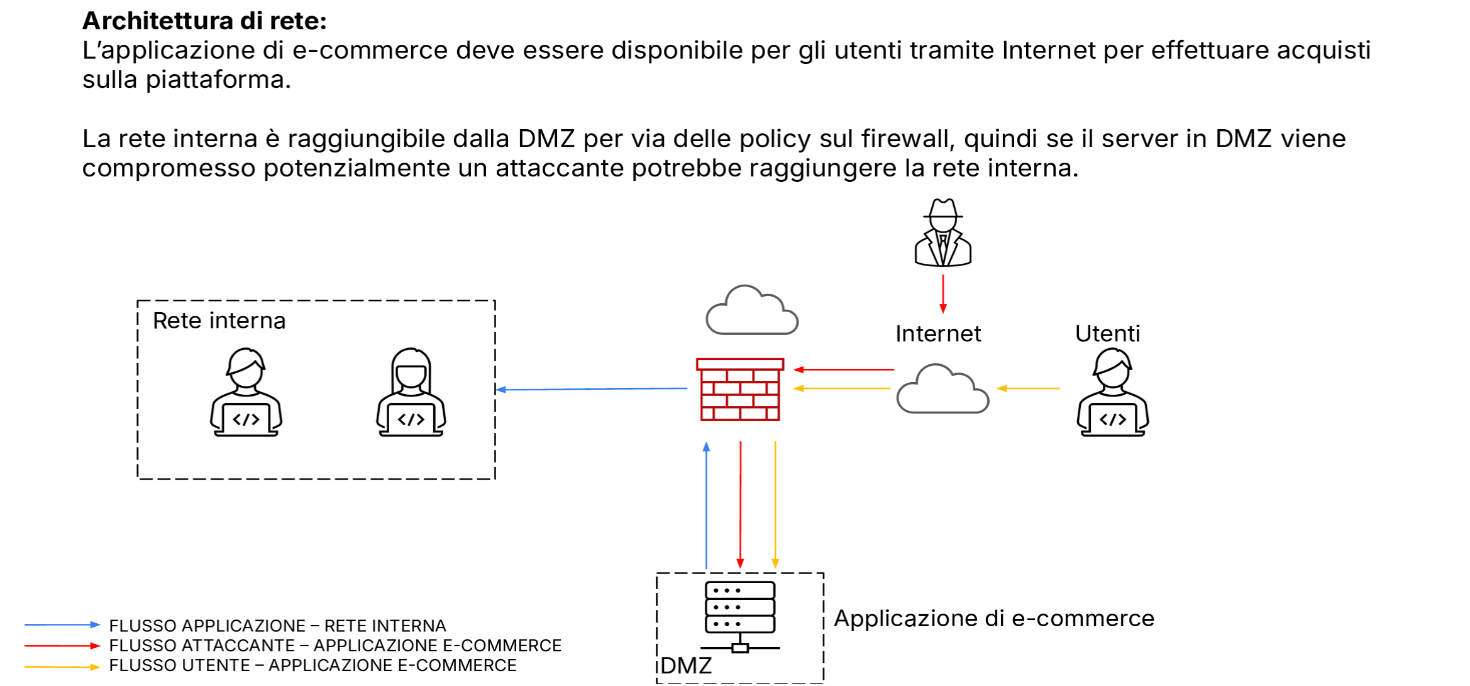 Architettura di rete:
L’applicazione di e-commerce deve essere disponibile per gli utenti tramite Internet per effettuare acquisti
sulla piattaforma.
La rete interna è raggiungibile dalla DMZ per via delle policy sul firewall, quindi se il server in DMZ viene
compromesso potenzialmente un attaccante potrebbe raggiungere la rete interna.
Rete interna
Internet
Utenti
</>
</>
</>
Applicazione di e-commerce
DMZ
FLUSSO APPLICAZIONE – RETE INTERNA
FLUSSO ATTACCANTE – APPLICAZIONE E-COMMERCE
FLUSSO UTENTE – APPLICAZIONE E-COMMERCE